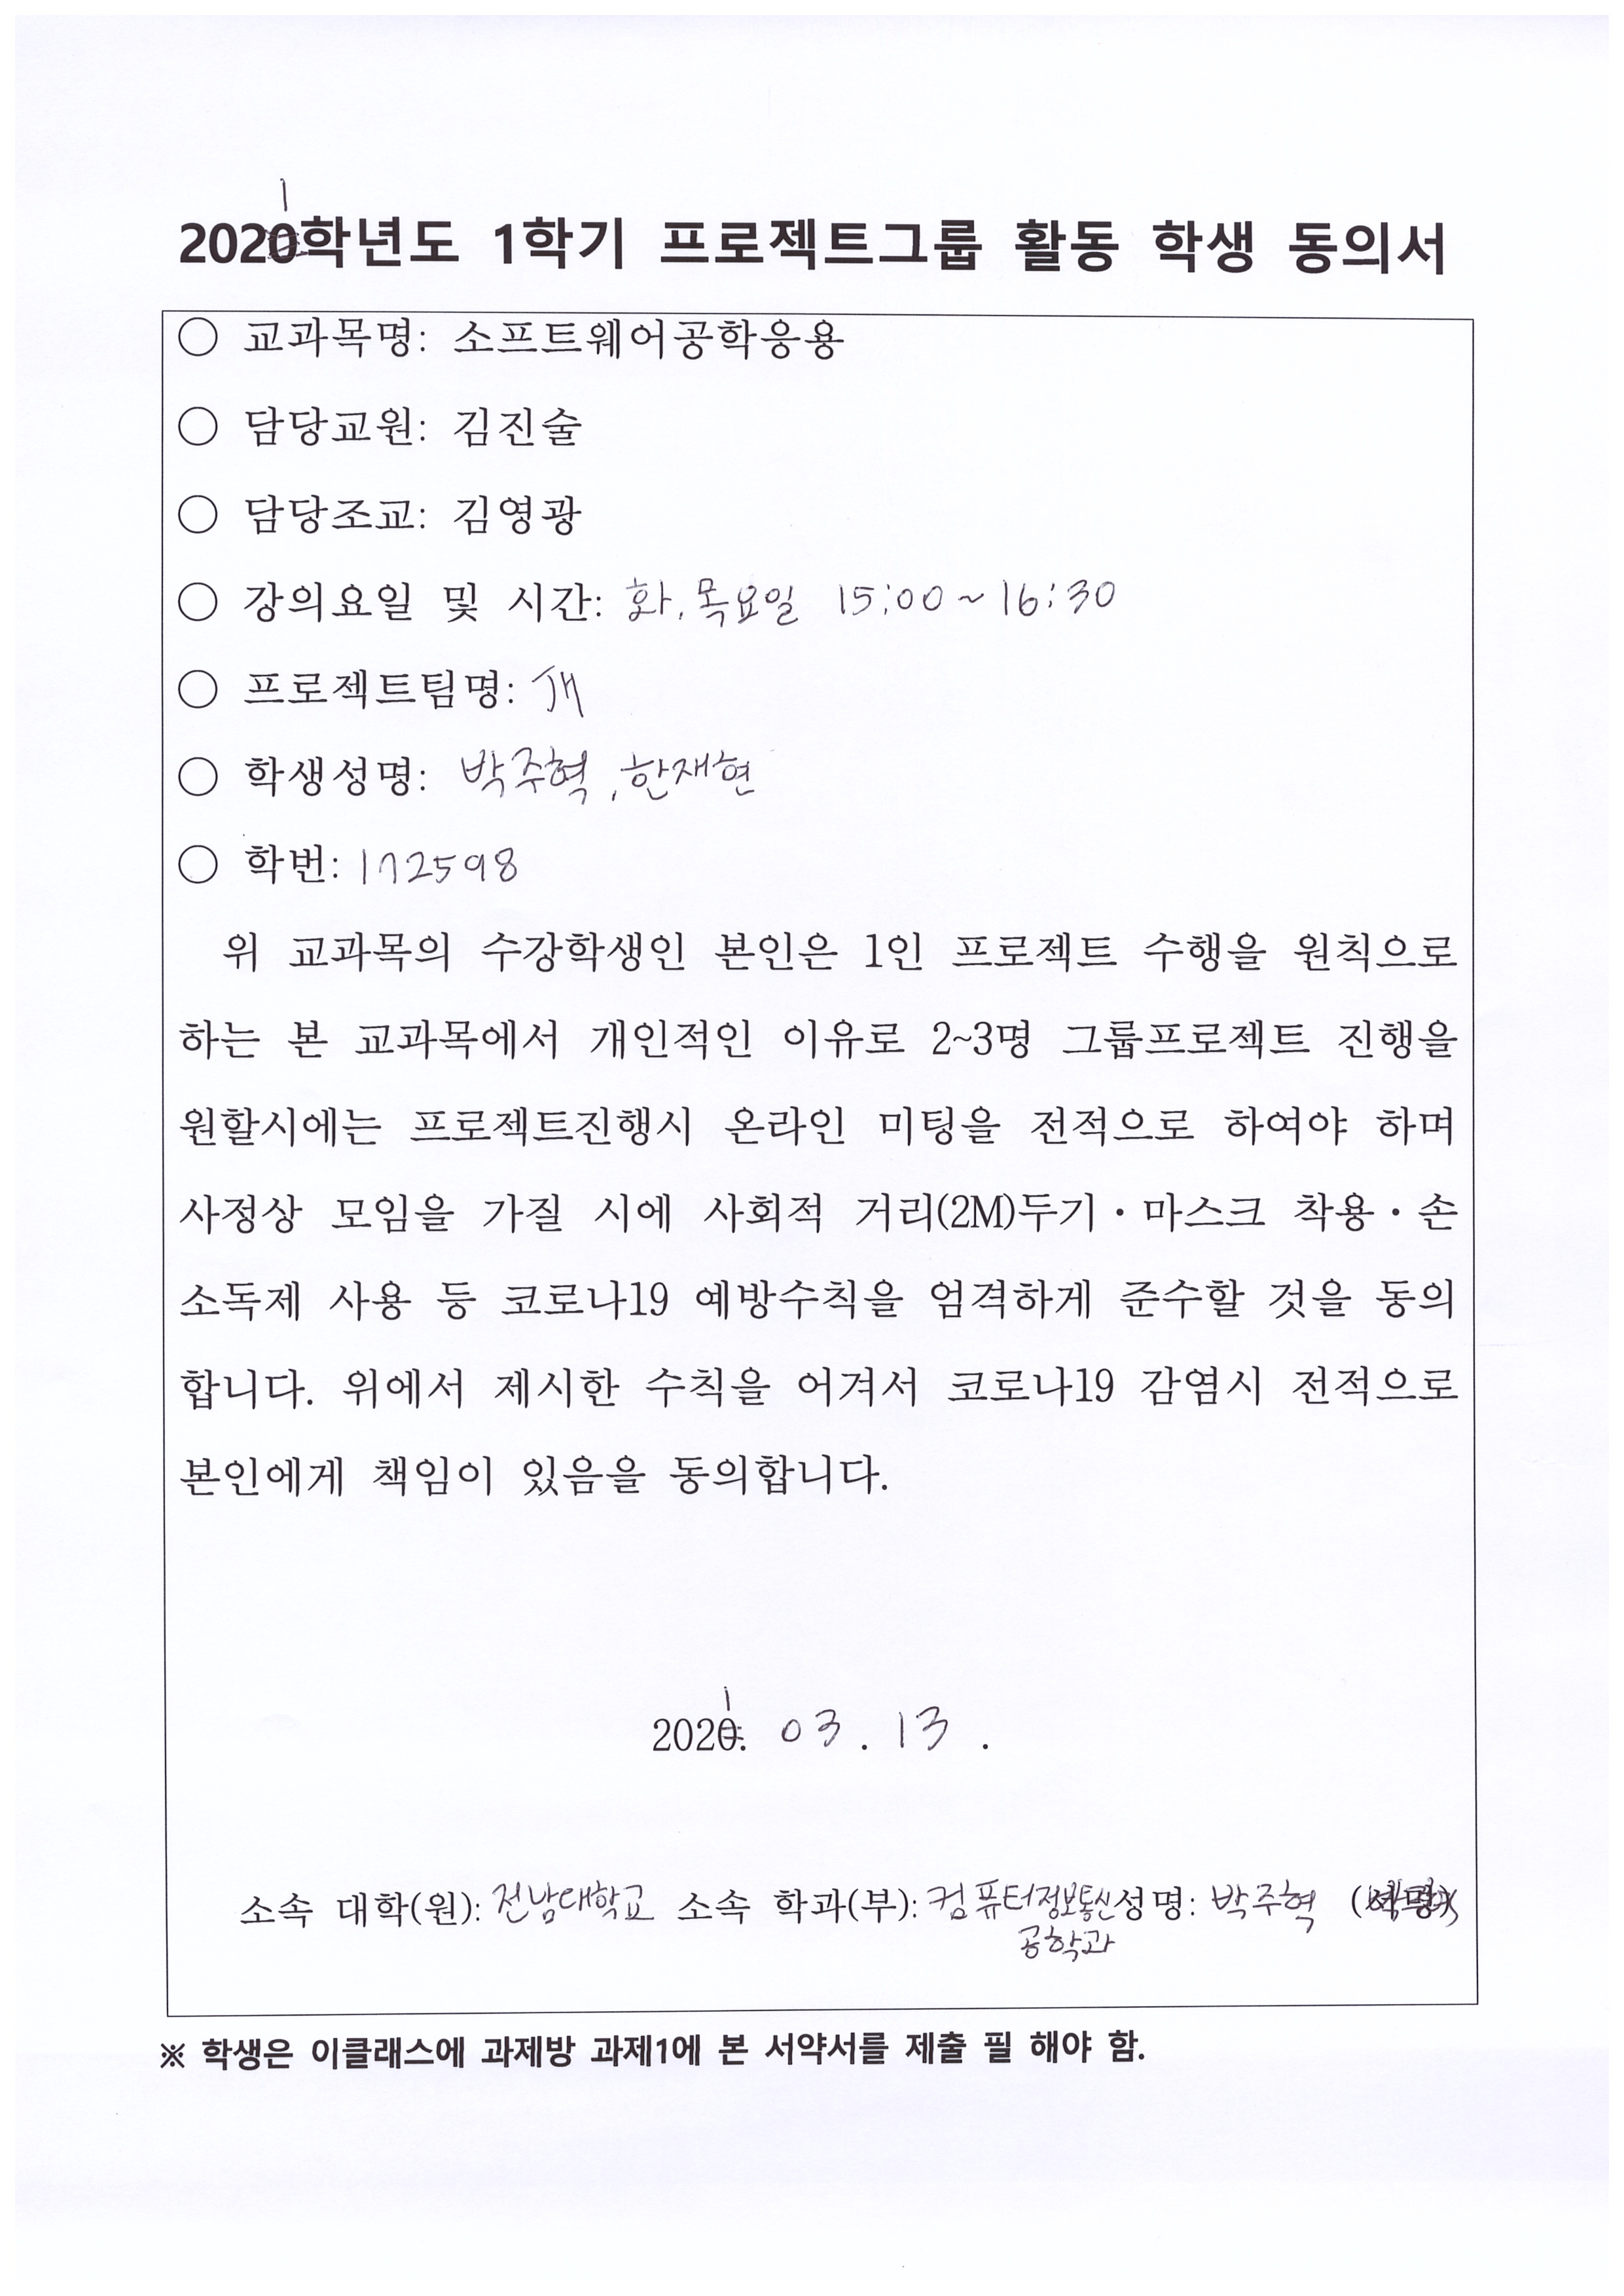 2021학년도 1학기 프로젝트그룹 활동 학생 동의서
○ 교과목명: 소프트웨어공학응용
○ 담당교원: 김진술
○ 담당조교: 김영광
○ 강의요일 및 시간: 화,목요일 15:00~16:30
○ 프로젝트팀명: JH
○ 학생성명: 박주혁, 한재현
○ 학번: 172598
위 교과목의 수강학생인 본인은 1인 프로젝트 수행을 원칙으로
하는 본 교과목에서 개인적인 이유로 2~3명 그룹프로젝트 진행을
원할시에는 프로젝트진행시 온라인 미팅을 전적으로 하여야 하며
사정상 모임을 가질 시에 사회적 거리(2M)두기·마스크 착용·손
소독제 사용 등 코로나19 예방수칙을 엄격하게 준수할 것을 동의
합니다. 위에서 제시한 수칙을 어겨서 코로나19 감염시 전적으로
본인에게 책임이 있음을 동의합니다.
2021. 03. 13.
소속 대학(원): 전남대학교 소속 학과(부): 컴퓨터정보통신공학과 성명: 박주혁 (서명)
※ 학생은 이클래스에 과제방 과제1에 본 서약서를 제출 필 해야 함.